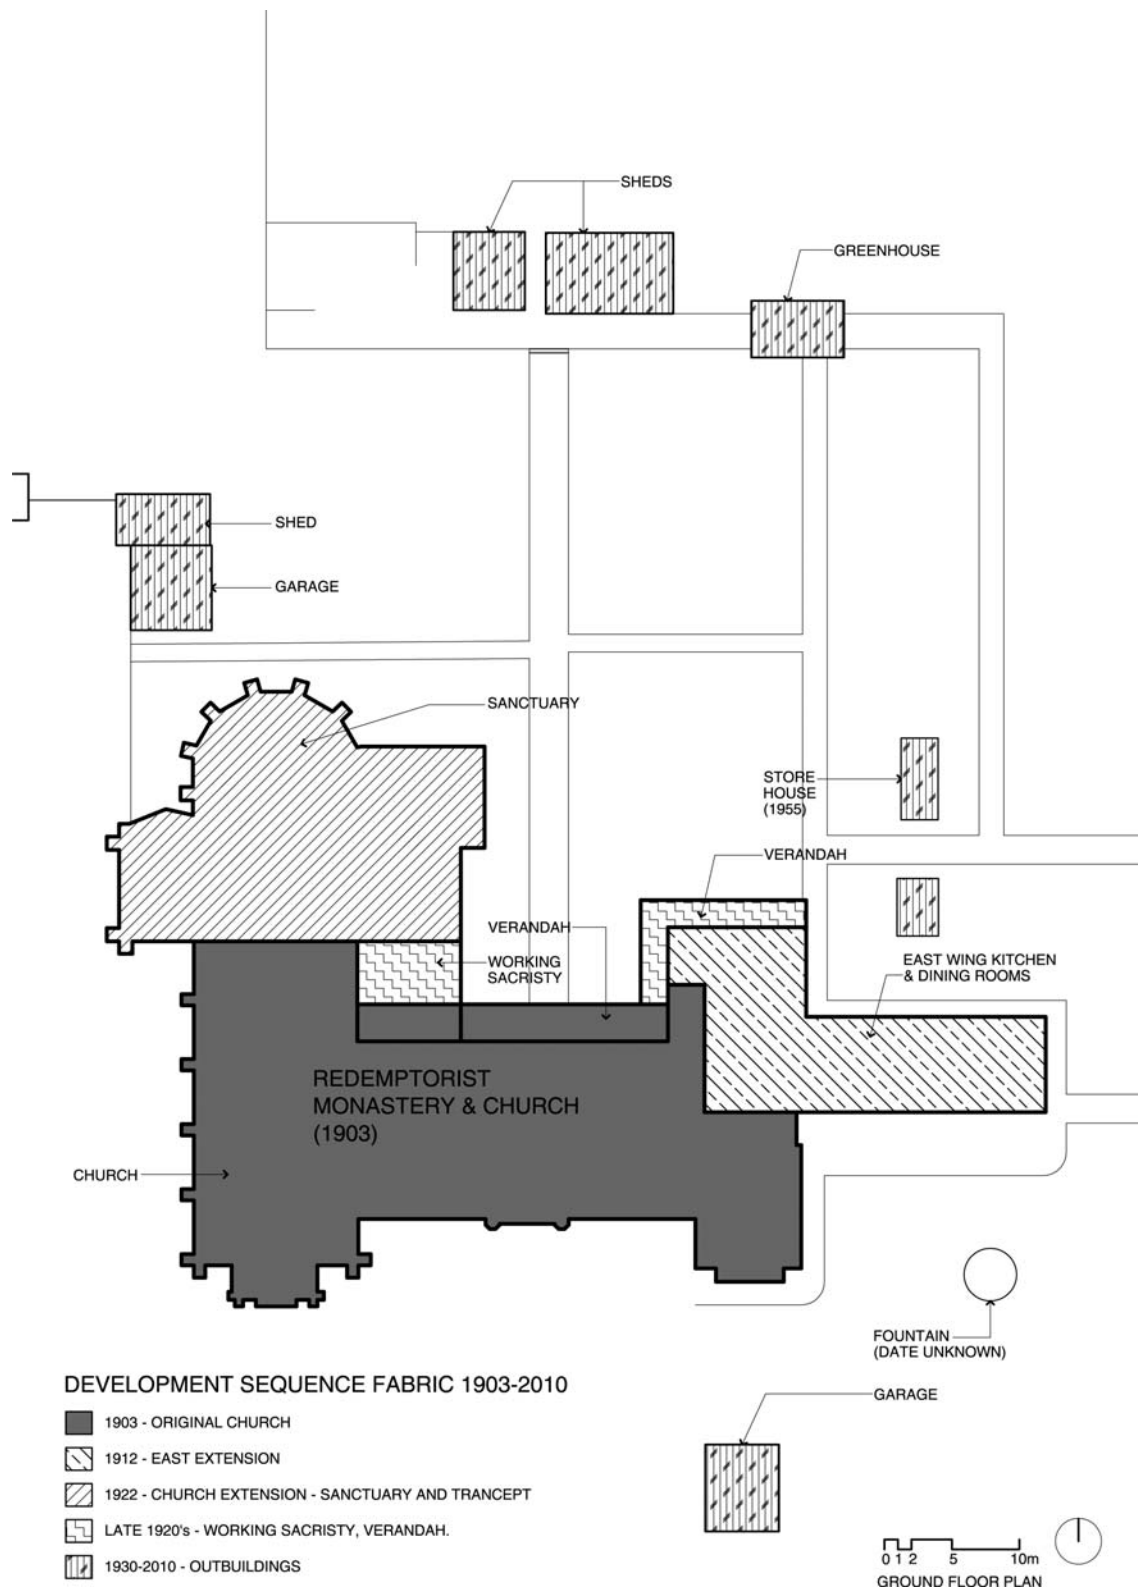 SHEDS
GREENHOUSE
SHED
GARAGE
SANCTUARY
STORE
HOUSE
(1955)
VERANDAH
VERANDAH
WORKING
SACRISTY
EAST WING KITCHEN
& DINING ROOMS
REDEMPTORIST
MONASTERY & CHURCH
(1903)
CHURCH
FOUNTAIN
(DATE UNKNOWN)
GARAGE
DEVELOPMENT SEQUENCE FABRIC 1903-2010
1903 - ORIGINAL CHURCH
1912 - EAST EXTENSION
1922 - CHURCH EXTENSION - SANCTUARY AND TRANCEPT
LATE 1920's - WORKING SACRISTY, VERANDAH.
1930-2010 - OUTBUILDINGS
0 1 2 5 10m
GROUND FLOOR PLAN